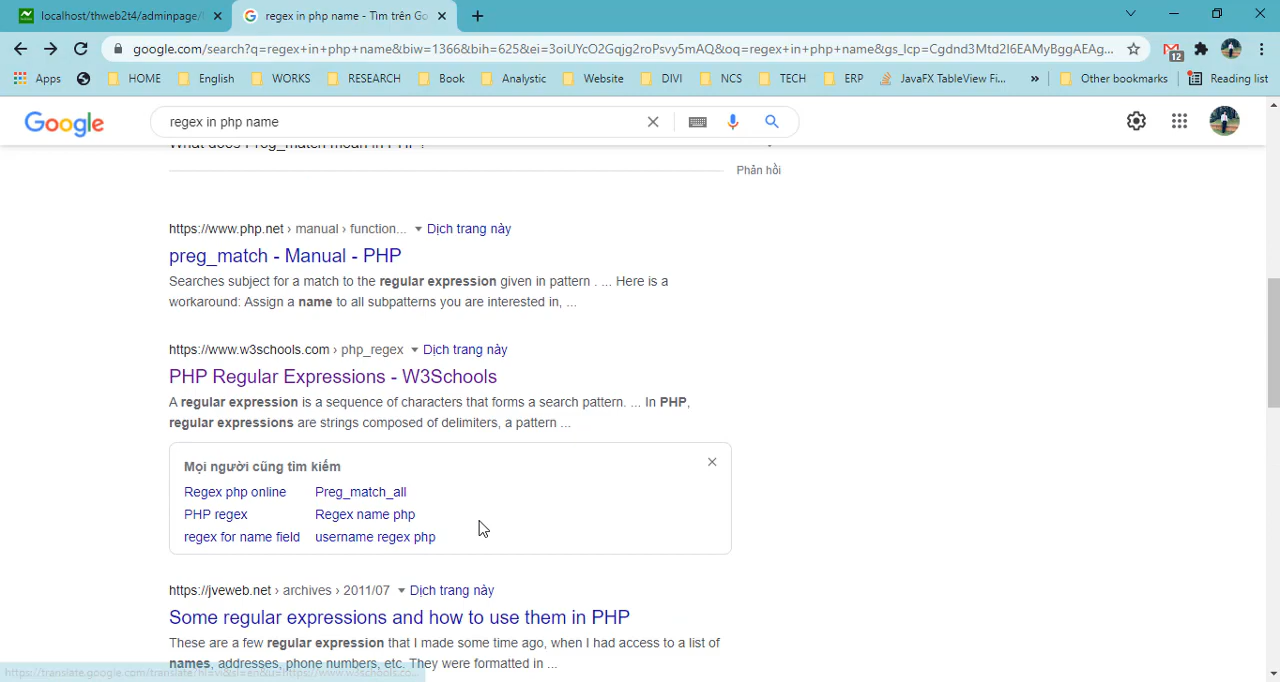 localhost/thweb2t4/adminpage/
regex in php name - Tìm trên Go
google.com/search?q=regex+in+php+name&biw=1366&bih=625&ei=3oiUYcO2Gqjg2roPsvy5mAQ&oq=regex+in+php+name&gs_lcp=Cgdnd3Mtd2l6EAMyBggAEAg...
12
Apps HOME English WORKS RESEARCH Book Analystic Website DIVI NCS TECH ERP JavaFX TableView Fi... » Other bookmarks Reading list
Google
regex in php name
What does Preg_match mean in PHP?
Phản hồi
https://www.php.net › manual › function... Dịch trang này
preg_match - Manual - PHP
Searches subject for a match to the regular expression given in pattern . ... Here is a
workaround: Assign a name to all subpatterns you are interested in, ...
https://www.w3schools.com › php_regex Dịch trang này
PHP Regular Expressions - W3Schools
A regular expression is a sequence of characters that forms a search pattern. ... In PHP,
regular expressions are strings composed of delimiters, a pattern ...
Mọi người cũng tìm kiếm
Regex php online Preg_match_all
PHP regex Regex name php
regex for name field username regex php
https://jveweb.net › archives › 2011/07 Dịch trang này
Some regular expressions and how to use them in PHP
These are a few regular expression that I made some time ago, when I had access to a list of
names, addresses, phone numbers, etc. They were formatted in ...